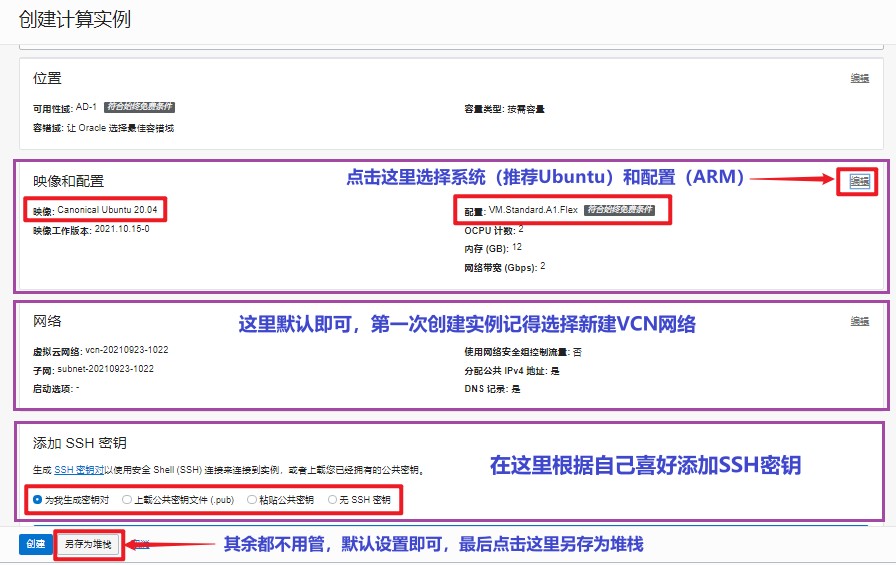 创建计算实例
位置
编辑
可用性域: AD-1 符合始终免费条件
容量类型: 按需容量
容错域: 让 Oracle 选择最佳容错域
映像和配置
点击这里选择系统（推荐Ubuntu）和配置（ARM）
编辑
映像: Canonical Ubuntu 20.04
配置: VM.Standard.A1.Flex 符合始终免费条件
映像工作版本: 2021.10.15-0
OCPU 计数: 2
内存 (GB): 12
网络带宽 (Gbps): 2
网络
这里默认即可，第一次创建实例记得选择新建VCN网络
编辑
虚拟云网络: vcn-20210923-1022
使用网络安全组控制流量: 否
子网: subnet-20210923-1022
分配公共 IPv4 地址: 是
启动选项: -
DNS 记录: 是
添加 SSH 密钥
生成 SSH 密钥对以使用安全 Shell (SSH) 连接来连接到实例，或者上载您已经拥有的公共密钥。
在这里根据自己喜好添加SSH密钥
为我生成密钥对
上载公共密钥文件 (.pub)
粘贴公共密钥
无 SSH 密钥
创建
另存为堆栈
其余都不用管，默认设置即可，最后点击这里另存为堆栈